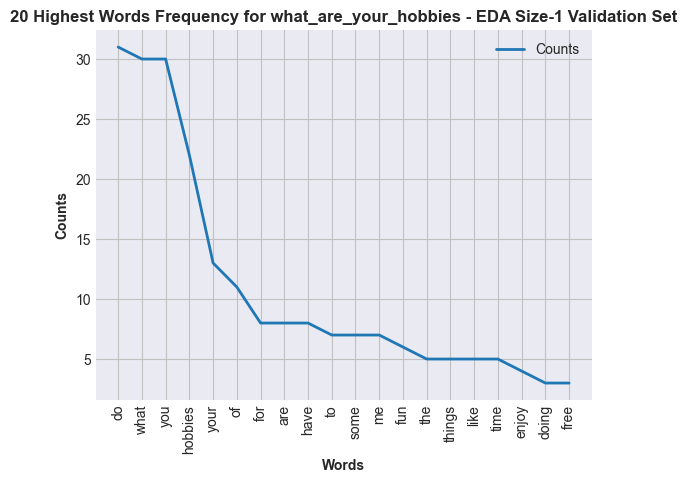 20 Highest Words Frequency for what_are_your_hobbies - EDA Size-1 Validation Set
Counts
30
25
20
15
10
5
Counts
do
what
you
hobbies
your
of
for
are
have
to
some
me
fun
the
things
like
time
enjoy
doing
free
Words